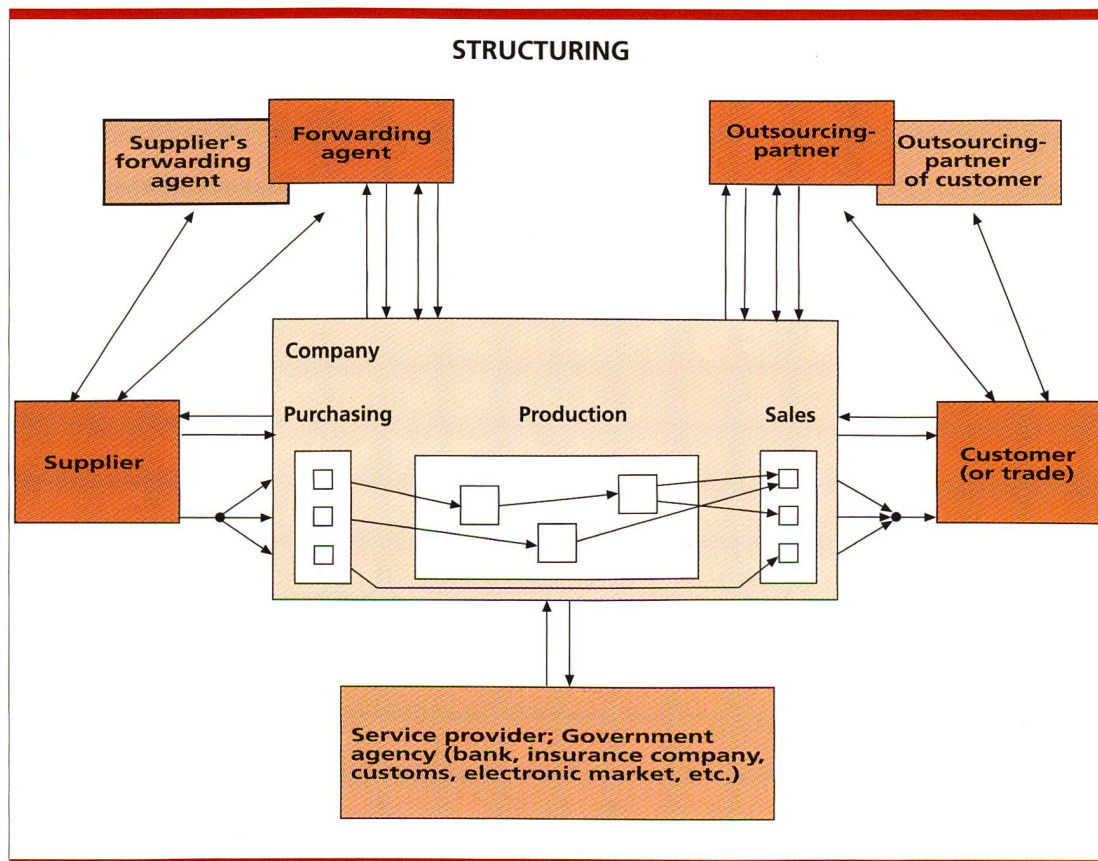 STRUCTURING
Supplier's
forwarding
agent
Forwarding
agent
Outsourcing-
partner
Outsourcing-
partner
of customer
Company
Purchasing
Production
Sales
Supplier
Customer
(or trade)
Service provider; Government
agency (bank, insurance company,
customs, electronic market, etc.)